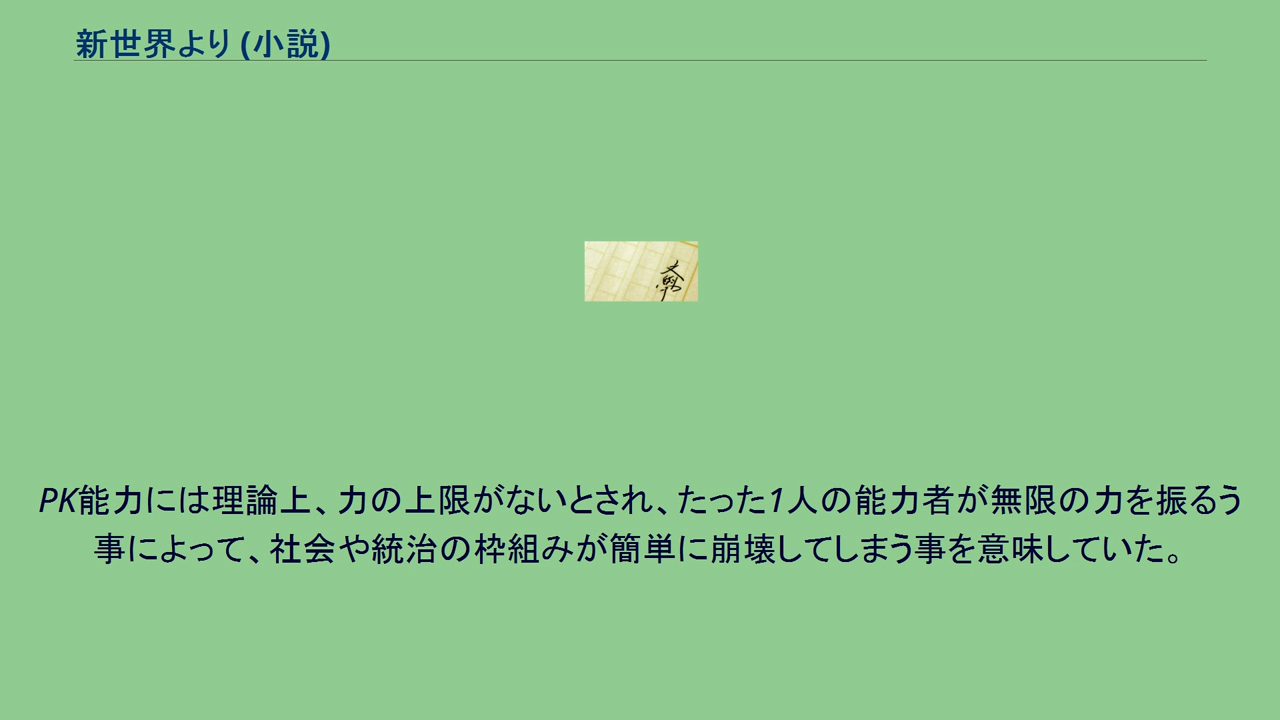 新世界より (小説)
PK能力には理論上、力の上限がないとされ、たった1人の能力者が無限の力を振るう
事によって、社会や統治の枠組みが簡単に崩壊してしまう事を意味していた。